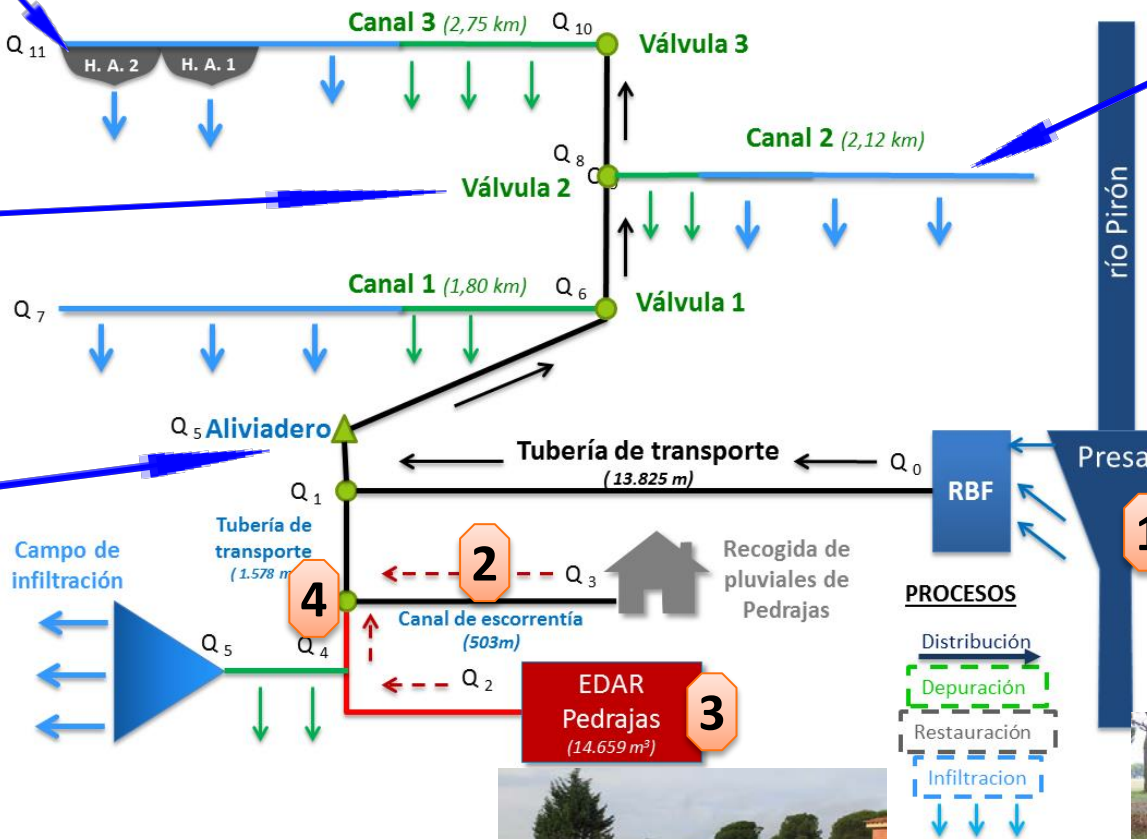 Canal 3 (2,75 km)
Q 10
Válvula 3
Q 11
H. A. 2
H. A. 1
Canal 2 (2,12 km)
Q 8
Válvula 2
río Pirón
Canal 1 (1,80 km)
Q 6
Q 7
Válvula 1
Q 5 Aliviadero
Tubería de transporte
(13.825 m)
Q 0
RBF
Presa
1
Q 1
Tubería de
transporte
(1.578 m
Campo de
infiltración
2
Q 3
Recogida de
pluviales de
Pedrajas
4
Canal de escorrentía
(503m)
Q 5
Q 4
Q 2
EDAR
Pedrajas
(14.659 m³)
3
PROCESOS
Distribución
Depuración
Restauración
Infiltracion